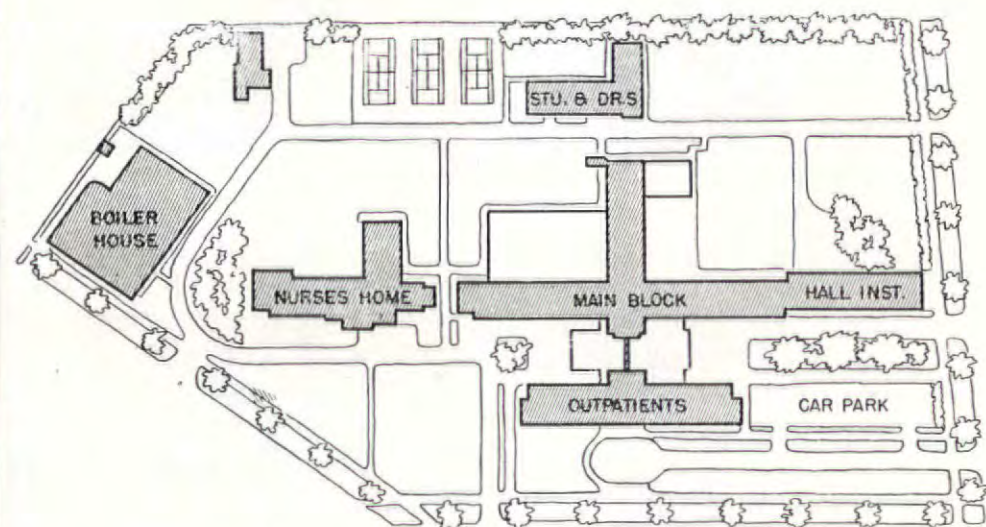 STU. & DRS
BOILER
HOUSE
NURSES HOME
MAIN BLOCK
HALL INST.
OUTPATIENTS
CAR PARK